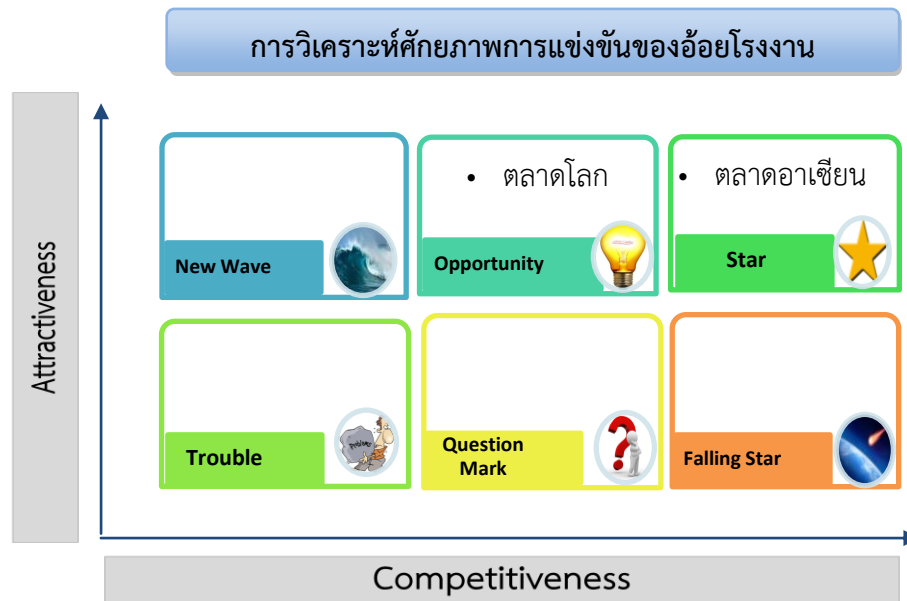 การวิเคราะห์ศักยภาพการแข่งขันของอ้อยโรงงาน
Attractiveness
• ตลาดโลก
• ตลาดอาเซียน
New Wave
Opportunity
Star
Trouble
Problems
Question
Mark
Falling Star
Competitiveness